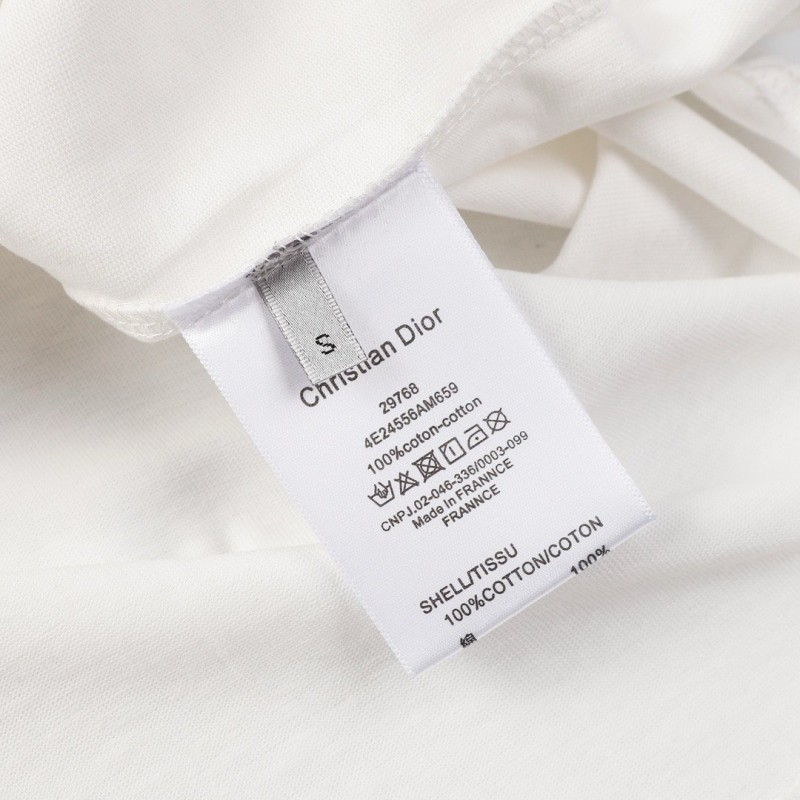 S
Christian Dior
29768
4E24556AM659
100%coton-cotton
CNPJ.02-046-336/0003-099
Made in FRANNCE
FRANNCE
SHELL/TISSU
100%COTTON/COTON
100%